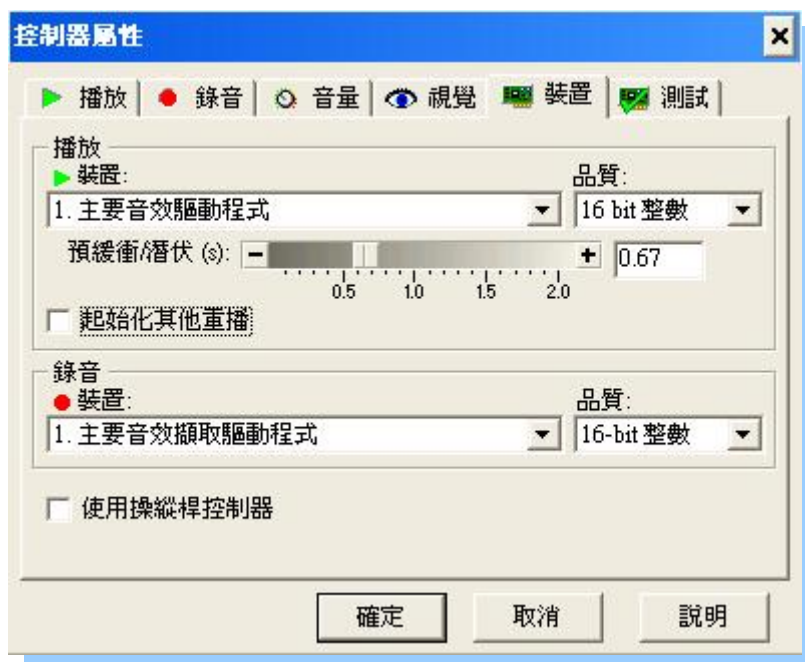 控制器屬性
播放 錄音 音量 視覺 裝置 測試
播放
裝置: 品質:
1. 主要音效驅動程式 16 bit 整數
預緩衝/潛伏 (s): 0.67
0.5 1.0 1.5 2.0
起始化其他重播
錄音
裝置: 品質:
1. 主要音效擷取驅動程式 16-bit 整數
使用操縱桿控制器
確定 取消 說明